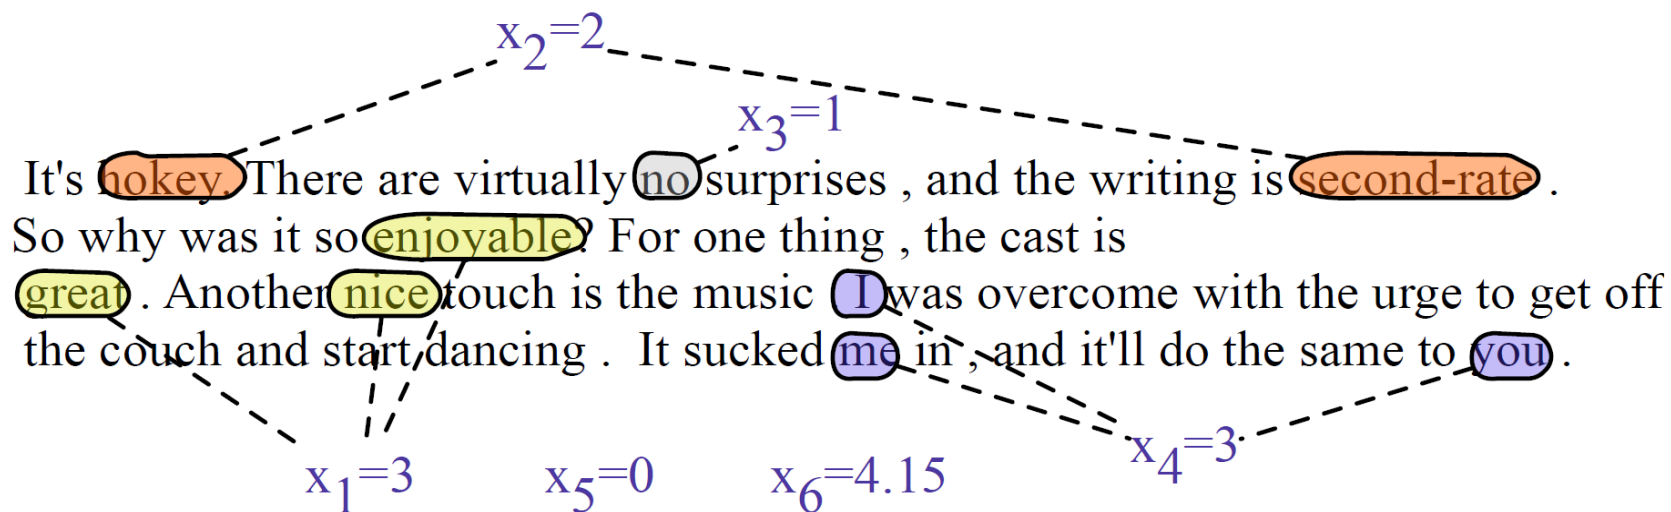 x2=2
x3=1
It's hokey. There are virtually no surprises , and the writing is second-rate .
So why was it so enjoyable? For one thing , the cast is
great . Another nice touch is the music I was overcome with the urge to get off
the couch and start dancing . It sucked me in , and it'll do the same to you .
x1=3 x5=0 x6=4.15 x4=3